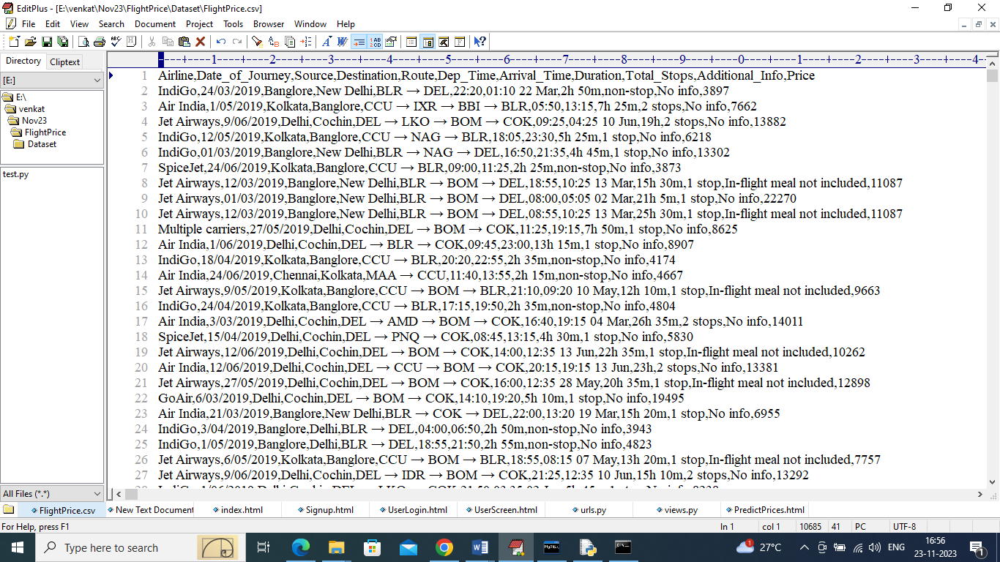 EditPlus - [E:\venkat\Nov23\FlightPrice\Dataset\FlightPrice.csv]
File Edit View Search Document Project Tools Browser Window Help
Directory Cliptext
----+----1----+----2----+----3----+----4----+----5----+----6----+----7----+----8----+----9----+----0----+----1----+----2----+----3----+----4-
[E:]
E:\
venkat
Nov23
FlightPrice
Dataset
test.py
All Files (*.*)
1 Airline,Date_of_Journey,Source,Destination,Route,Dep_Time,Arrival_Time,Duration,Total_Stops,Additional_Info,Price
2 IndiGo,24/03/2019,Banglore,New Delhi,BLR → DEL,22:20,01:10 22 Mar,2h 50m,non-stop,No info,3897
3 Air India,1/05/2019,Kolkata,Banglore,CCU → IXR → BBI → BLR,05:50,13:15,7h 25m,2 stops,No info,7662
4 Jet Airways,9/06/2019,Delhi,Cochin,DEL → LKO → BOM → COK,09:25,04:25 10 Jun,19h,2 stops,No info,13882
5 IndiGo,12/05/2019,Kolkata,Banglore,CCU → NAG → BLR,18:05,23:30,5h 25m,1 stop,No info,6218
6 IndiGo,01/03/2019,Banglore,New Delhi,BLR → NAG → DEL,16:50,21:35,4h 45m,1 stop,No info,13302
7 SpiceJet,24/06/2019,Kolkata,Banglore,CCU → BLR,09:00,11:25,2h 25m,non-stop,No info,3873
8 Jet Airways,12/03/2019,Banglore,New Delhi,BLR → BOM → DEL,18:55,10:25 13 Mar,15h 30m,1 stop,In-flight meal not included,11087
9 Jet Airways,01/03/2019,Banglore,New Delhi,BLR → BOM → DEL,08:00,05:05 02 Mar,21h 5m,1 stop,No info,22270
10 Jet Airways,12/03/2019,Banglore,New Delhi,BLR → BOM → DEL,08:55,10:25 13 Mar,25h 30m,1 stop,In-flight meal not included,11087
11 Multiple carriers,27/05/2019,Delhi,Cochin,DEL → BOM → COK,11:25,19:15,7h 50m,1 stop,No info,8625
12 Air India,1/06/2019,Delhi,Cochin,DEL → BLR → COK,09:45,23:00,13h 15m,1 stop,No info,8907
13 IndiGo,18/04/2019,Kolkata,Banglore,CCU → BLR,20:20,22:55,2h 35m,non-stop,No info,4174
14 Air India,24/06/2019,Chennai,Kolkata,MAA → CCU,11:40,13:55,2h 15m,non-stop,No info,4667
15 Jet Airways,9/05/2019,Kolkata,Banglore,CCU → BOM → BLR,21:10,09:20 10 May,12h 10m,1 stop,In-flight meal not included,9663
16 IndiGo,24/04/2019,Kolkata,Banglore,CCU → BLR,17:15,19:50,2h 35m,non-stop,No info,4804
17 Air India,3/03/2019,Delhi,Cochin,DEL → AMD → BOM → COK,16:40,19:15 04 Mar,26h 35m,2 stops,No info,14011
18 SpiceJet,15/04/2019,Delhi,Cochin,DEL → PNQ → COK,08:45,13:15,4h 30m,1 stop,No info,5830
19 Jet Airways,12/06/2019,Delhi,Cochin,DEL → BOM → COK,14:00,12:35 13 Jun,22h 35m,1 stop,In-flight meal not included,10262
20 Air India,12/06/2019,Delhi,Cochin,DEL → CCU → BOM → COK,20:15,19:15 13 Jun,23h,2 stops,No info,13381
21 Jet Airways,27/05/2019,Delhi,Cochin,DEL → BOM → COK,16:00,12:35 28 May,20h 35m,1 stop,In-flight meal not included,12898
22 GoAir,6/03/2019,Delhi,Cochin,DEL → BOM → COK,14:10,19:20,5h 10m,1 stop,No info,19495
23 Air India,21/03/2019,Banglore,New Delhi,BLR → COK → DEL,22:00,13:20 19 Mar,15h 20m,1 stop,No info,6955
24 IndiGo,3/04/2019,Banglore,Delhi,BLR → DEL,04:00,06:50,2h 50m,non-stop,No info,3943
25 IndiGo,1/05/2019,Banglore,Delhi,BLR → DEL,18:55,21:50,2h 55m,non-stop,No info,4823
26 Jet Airways,6/05/2019,Kolkata,Banglore,CCU → BOM → BLR,18:55,08:15 07 May,13h 20m,1 stop,In-flight meal not included,7757
27 Jet Airways,9/06/2019,Delhi,Cochin,DEL → IDR → BOM → COK,21:25,12:35 10 Jun,15h 10m,2 stops,No info,13292
FlightPrice.csv New Text Document index.html Signup.html UserLogin.html UserScreen.html urls.py views.py PredictPrices.html
For Help, press F1 ln 1 col 1 10685 41 PC UTF-8
Type here to search 27°C ENG 16:56
23-11-2023